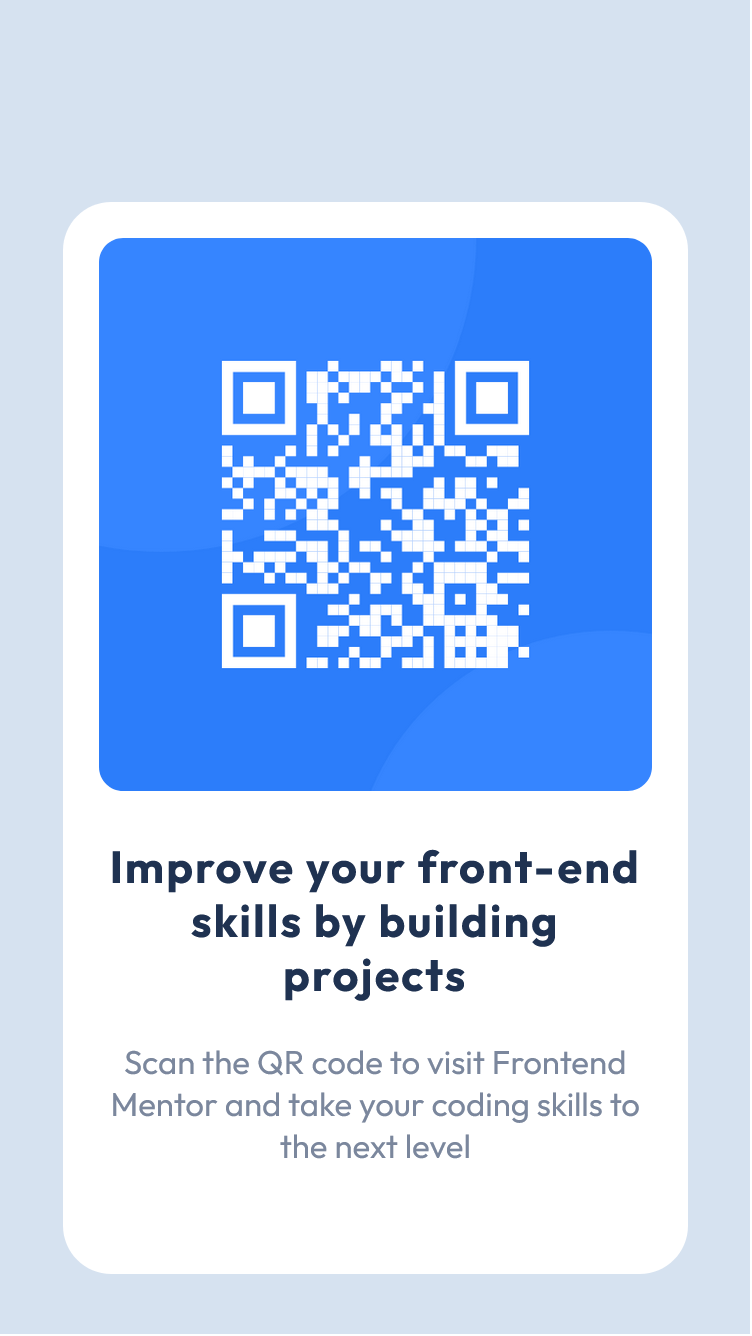 Improve your front-end
skills by building
projects
Scan the QR code to visit Frontend
Mentor and take your coding skills to
the next level